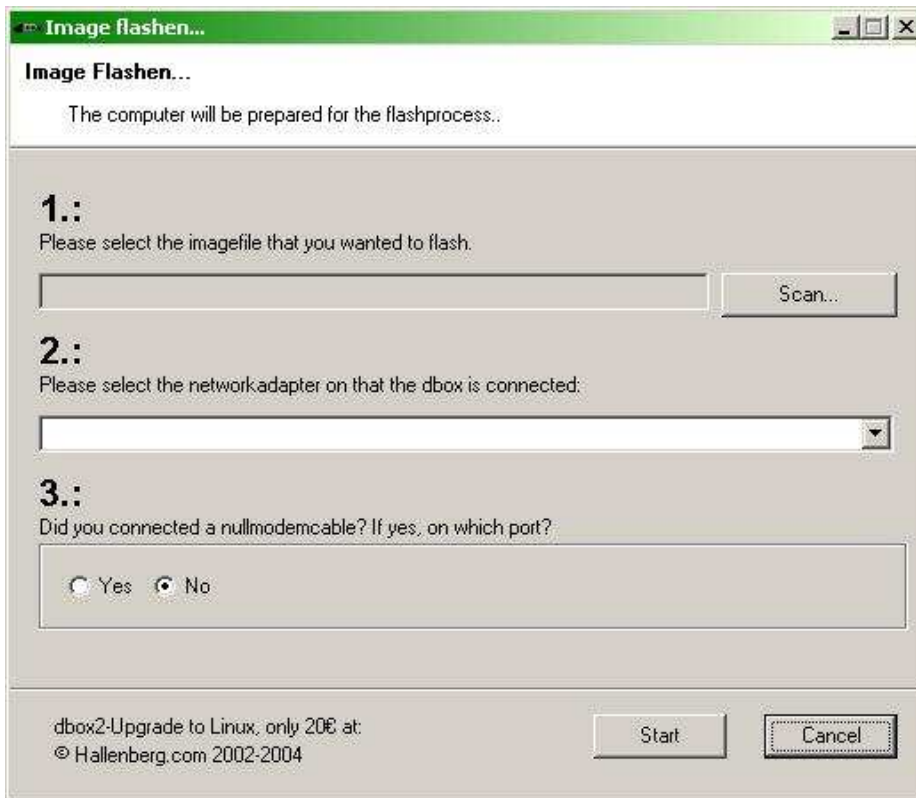 Image flashen...
Image Flashen...
The computer will be prepared for the flashprocess..
1.:
Please select the imagefile that you wanted to flash.
Scan...
2.:
Please select the networkadapter on that the dbox is connected:
3.:
Did you connected a nullmodemcable? If yes, on which port?
Yes No
dbox2-Upgrade to Linux, only 20€ at:
© Hallenberg.com 2002-2004
Start Cancel